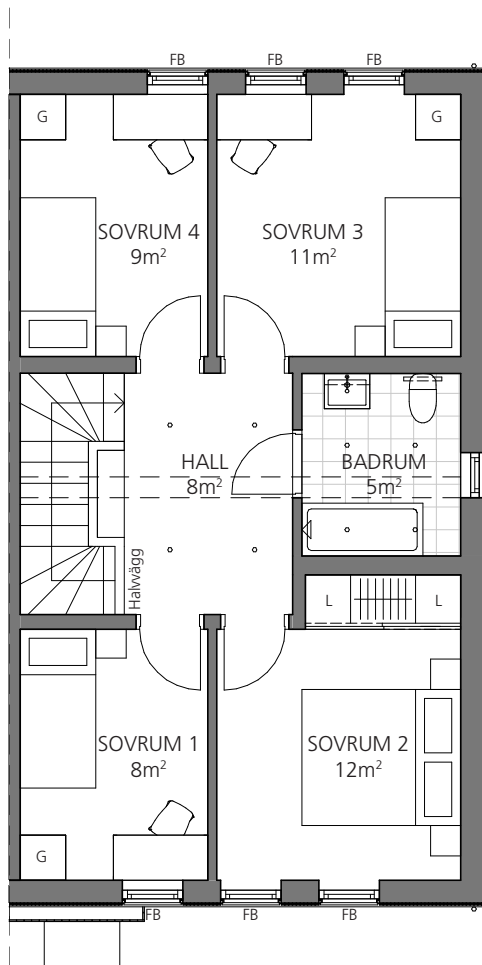 FB
FB
FB
G
G
SOVRUM 4
9m²
SOVRUM 3
11m²
HALL
8m²
BADRUM
5m²
Halvvägg
L
L
SOVRUM 1
8m²
SOVRUM 2
12m²
G
FB
FB
FB